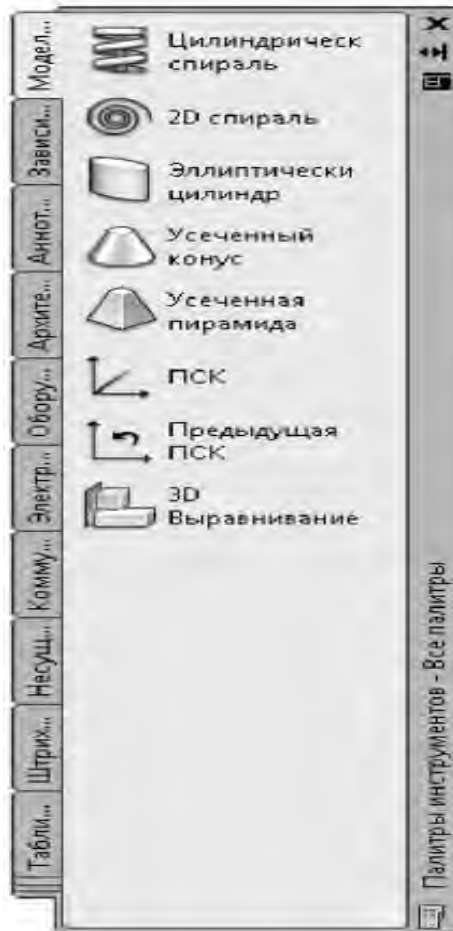 Модел...
Зависи...
Аннот...
Архите...
Обору...
Электр...
Комму...
Несущ...
Штрих...
Табли...
Цилиндрическ
спираль
2D спираль
Эллиптически
цилиндр
Усеченный
конус
Усеченная
пирамида
ПСК
Предыдущая
ПСК
3D
Выравнивание
Палитры инструментов - Все палитры